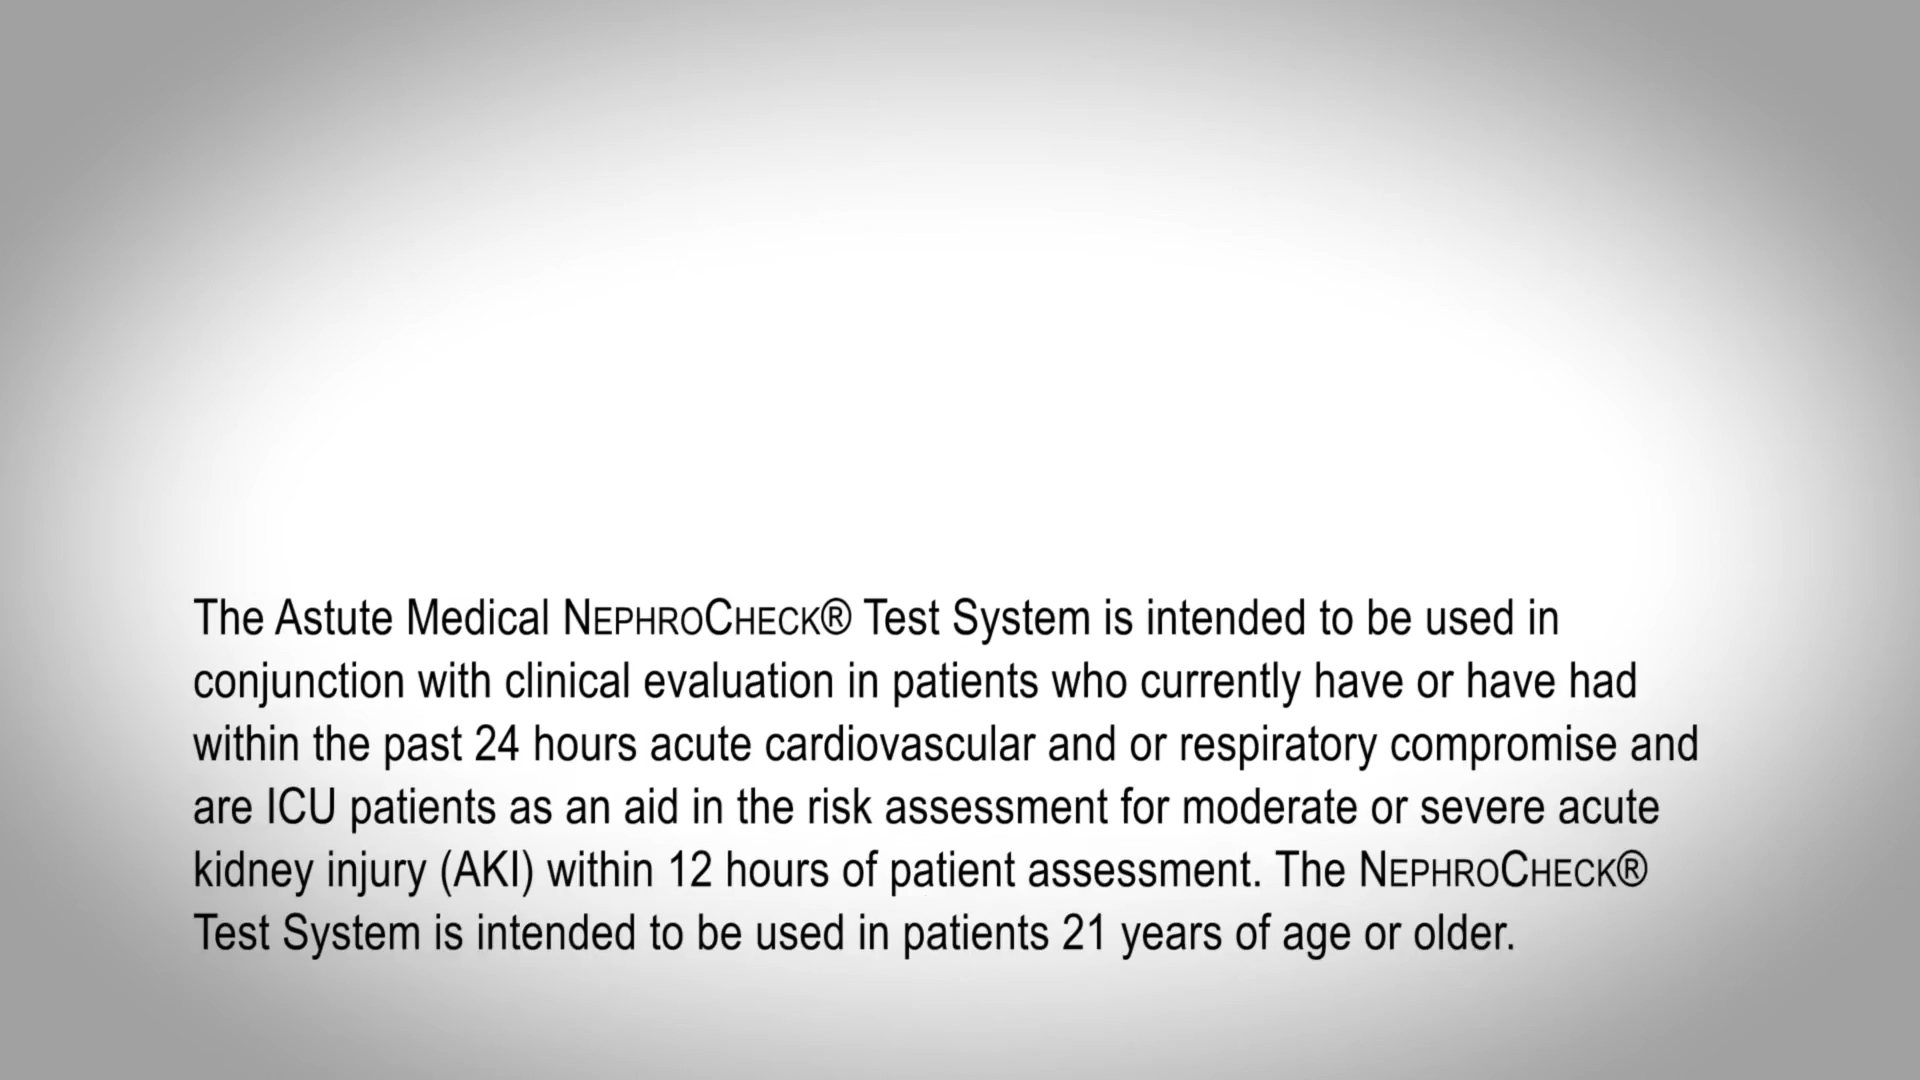 The Astute Medical NEPHROCHECK® Test System is intended to be used in
conjunction with clinical evaluation in patients who currently have or have had
within the past 24 hours acute cardiovascular and or respiratory compromise and
are ICU patients as an aid in the risk assessment for moderate or severe acute
kidney injury (AKI) within 12 hours of patient assessment. The NEPHROCHECK®
Test System is intended to be used in patients 21 years of age or older.